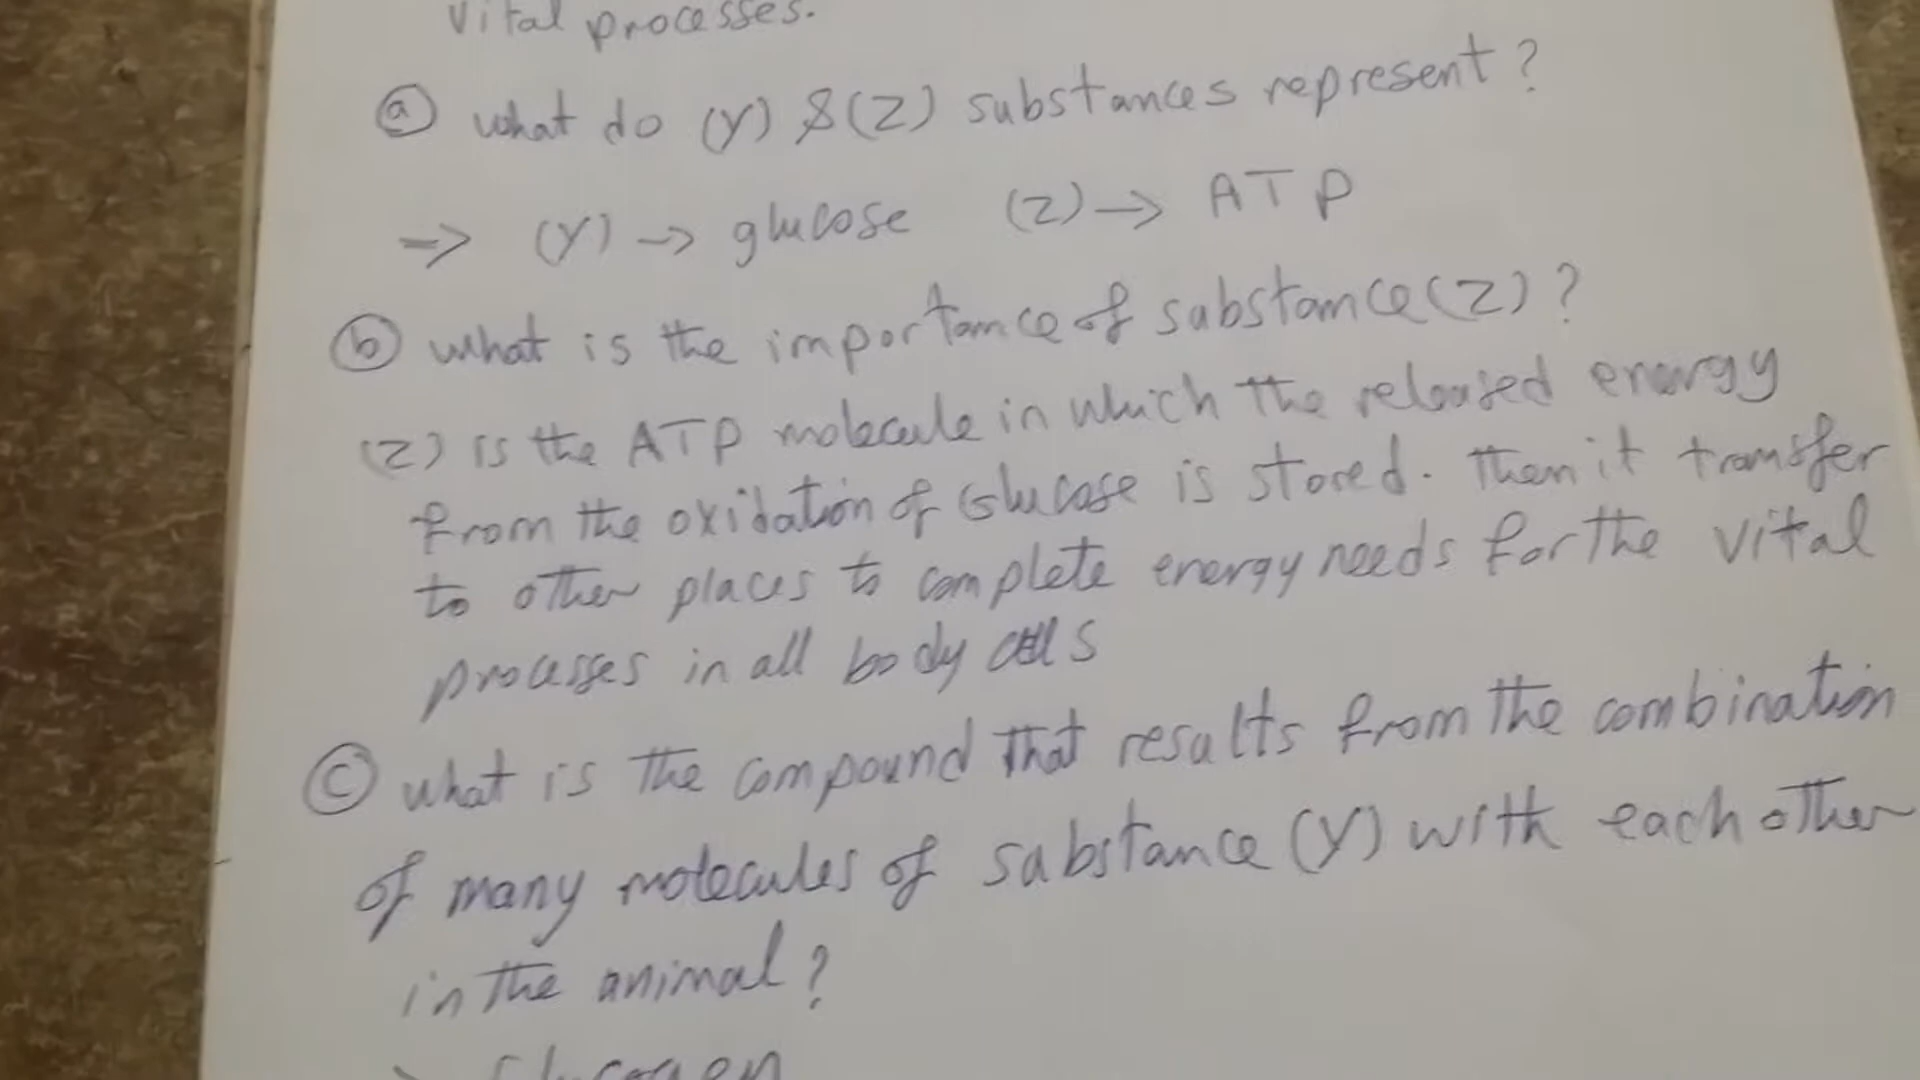 Vital processes.
(a) what do (Y) & (Z) substances represent?
=> (Y) -> glucose (Z) -> ATP
(b) what is the importance of substance (Z)?
(Z) is the ATP molecule in which the released energy
from the oxidation of Glucose is stored. Then it transfer
to other places to complete energy needs for the vital
processes in all body cells
(C) what is the compound that results from the combination
of many molecules of substance (Y) with each other
in the animal?
Glycogen